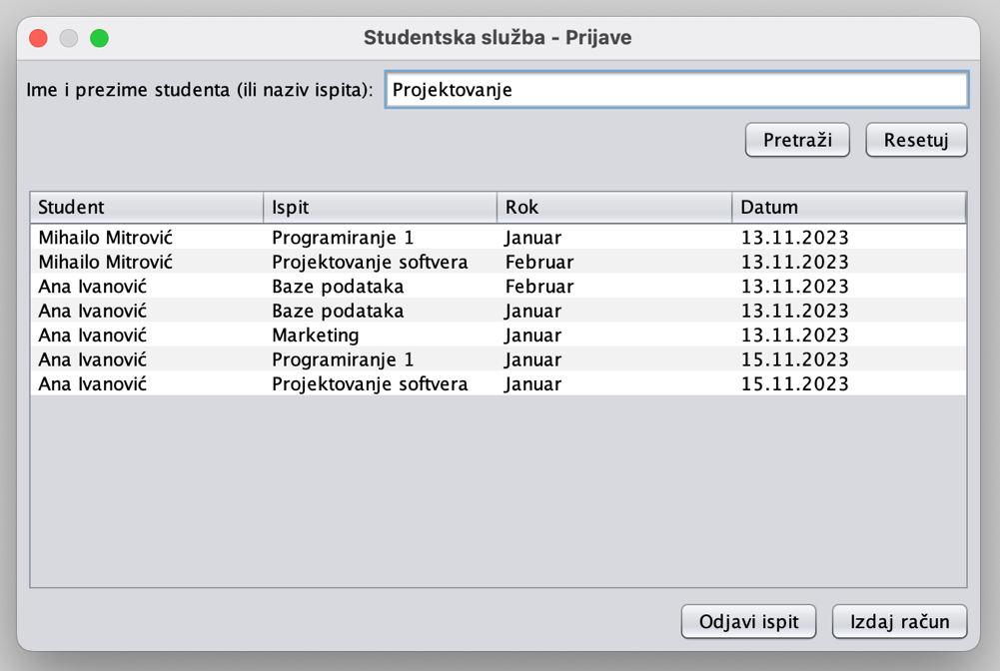 Studentska služba - Prijave
Ime i prezime studenta (ili naziv ispita): Projektovanje
Pretraži Resetuj
Student Ispit Rok Datum
Mihailo Mitrović Programiranje 1 Januar 13.11.2023
Mihailo Mitrović Projektovanje softvera Februar 13.11.2023
Ana Ivanović Baze podataka Februar 13.11.2023
Ana Ivanović Baze podataka Januar 13.11.2023
Ana Ivanović Marketing Januar 13.11.2023
Ana Ivanović Programiranje 1 Januar 15.11.2023
Ana Ivanović Projektovanje softvera Januar 15.11.2023
Odjavi ispit Izdaj račun